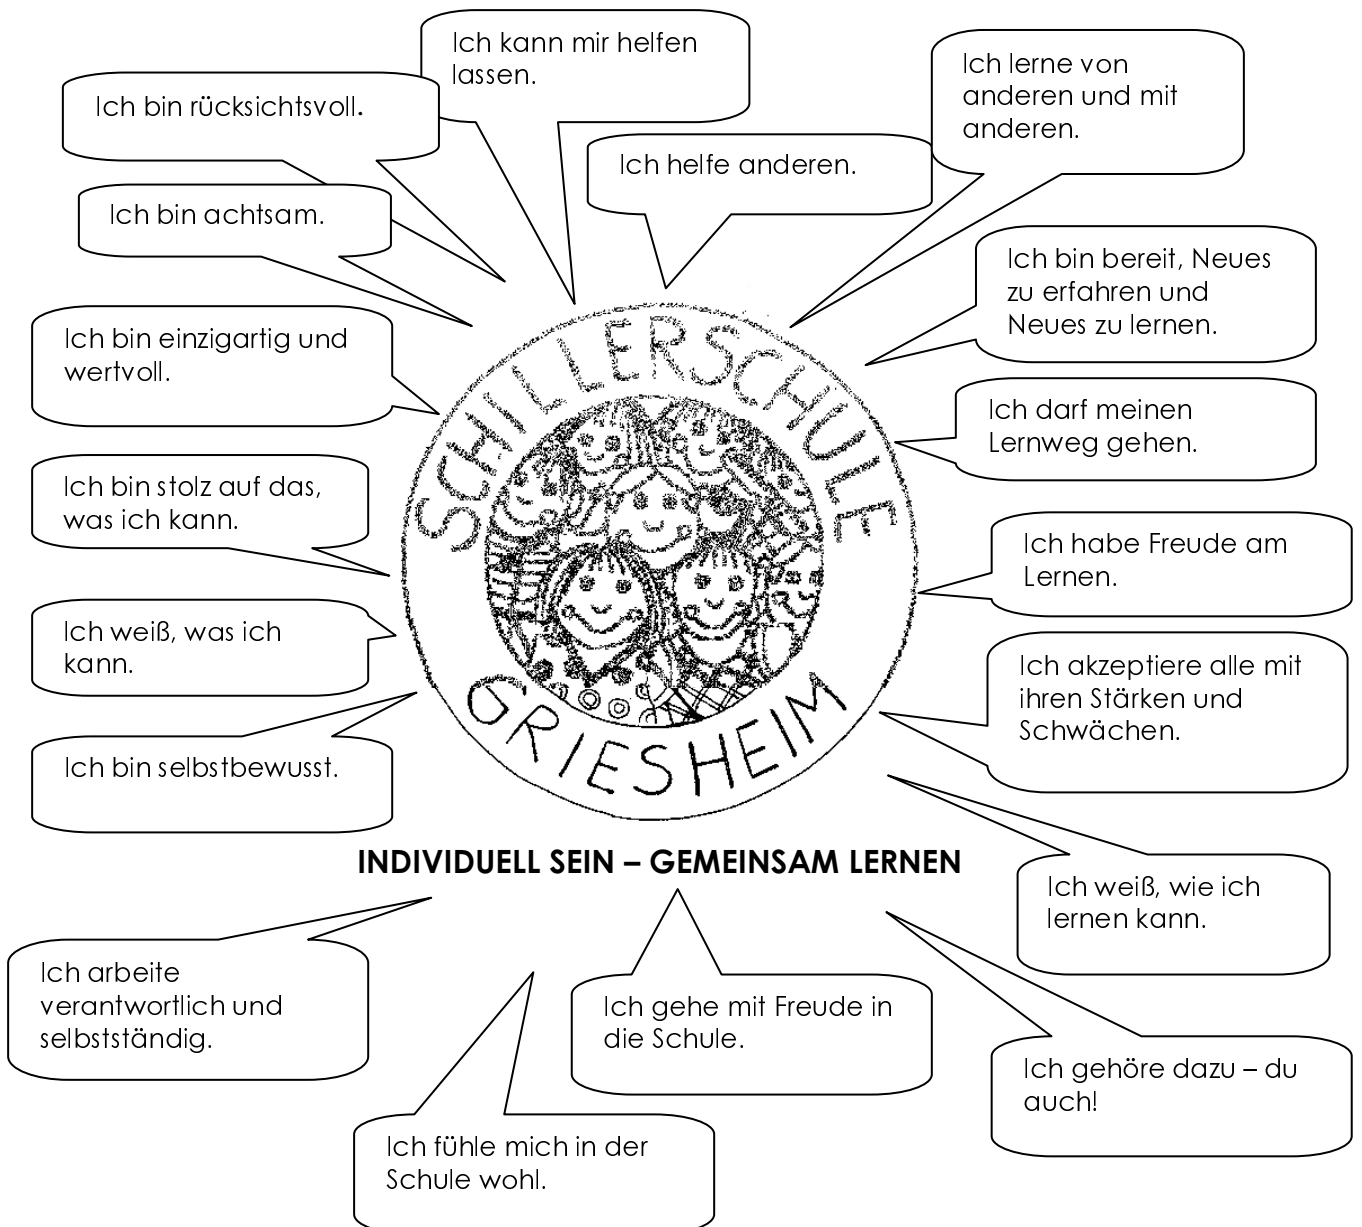 Ich kann mir helfen
lassen.
Ich lerne von
anderen und mit
anderen.
Ich bin rücksichtsvoll.
Ich helfe anderen.
Ich bin achtsam.
Ich bin bereit, Neues
zu erfahren und
Neues zu lernen.
Ich bin einzigartig und
wertvoll.
SCHILLERSCHULE
GRIESHEIM
Ich darf meinen
Lernweg gehen.
Ich bin stolz auf das,
was ich kann.
Ich habe Freude am
Lernen.
Ich weiß, was ich
kann.
Ich akzeptiere alle mit
ihren Stärken und
Schwächen.
Ich bin selbstbewusst.
INDIVIDUELL SEIN – GEMEINSAM LERNEN
Ich weiß, wie ich
lernen kann.
Ich arbeite
verantwortlich und
selbstständig.
Ich gehe mit Freude in
die Schule.
Ich gehöre dazu – du
auch!
Ich fühle mich in der
Schule wohl.